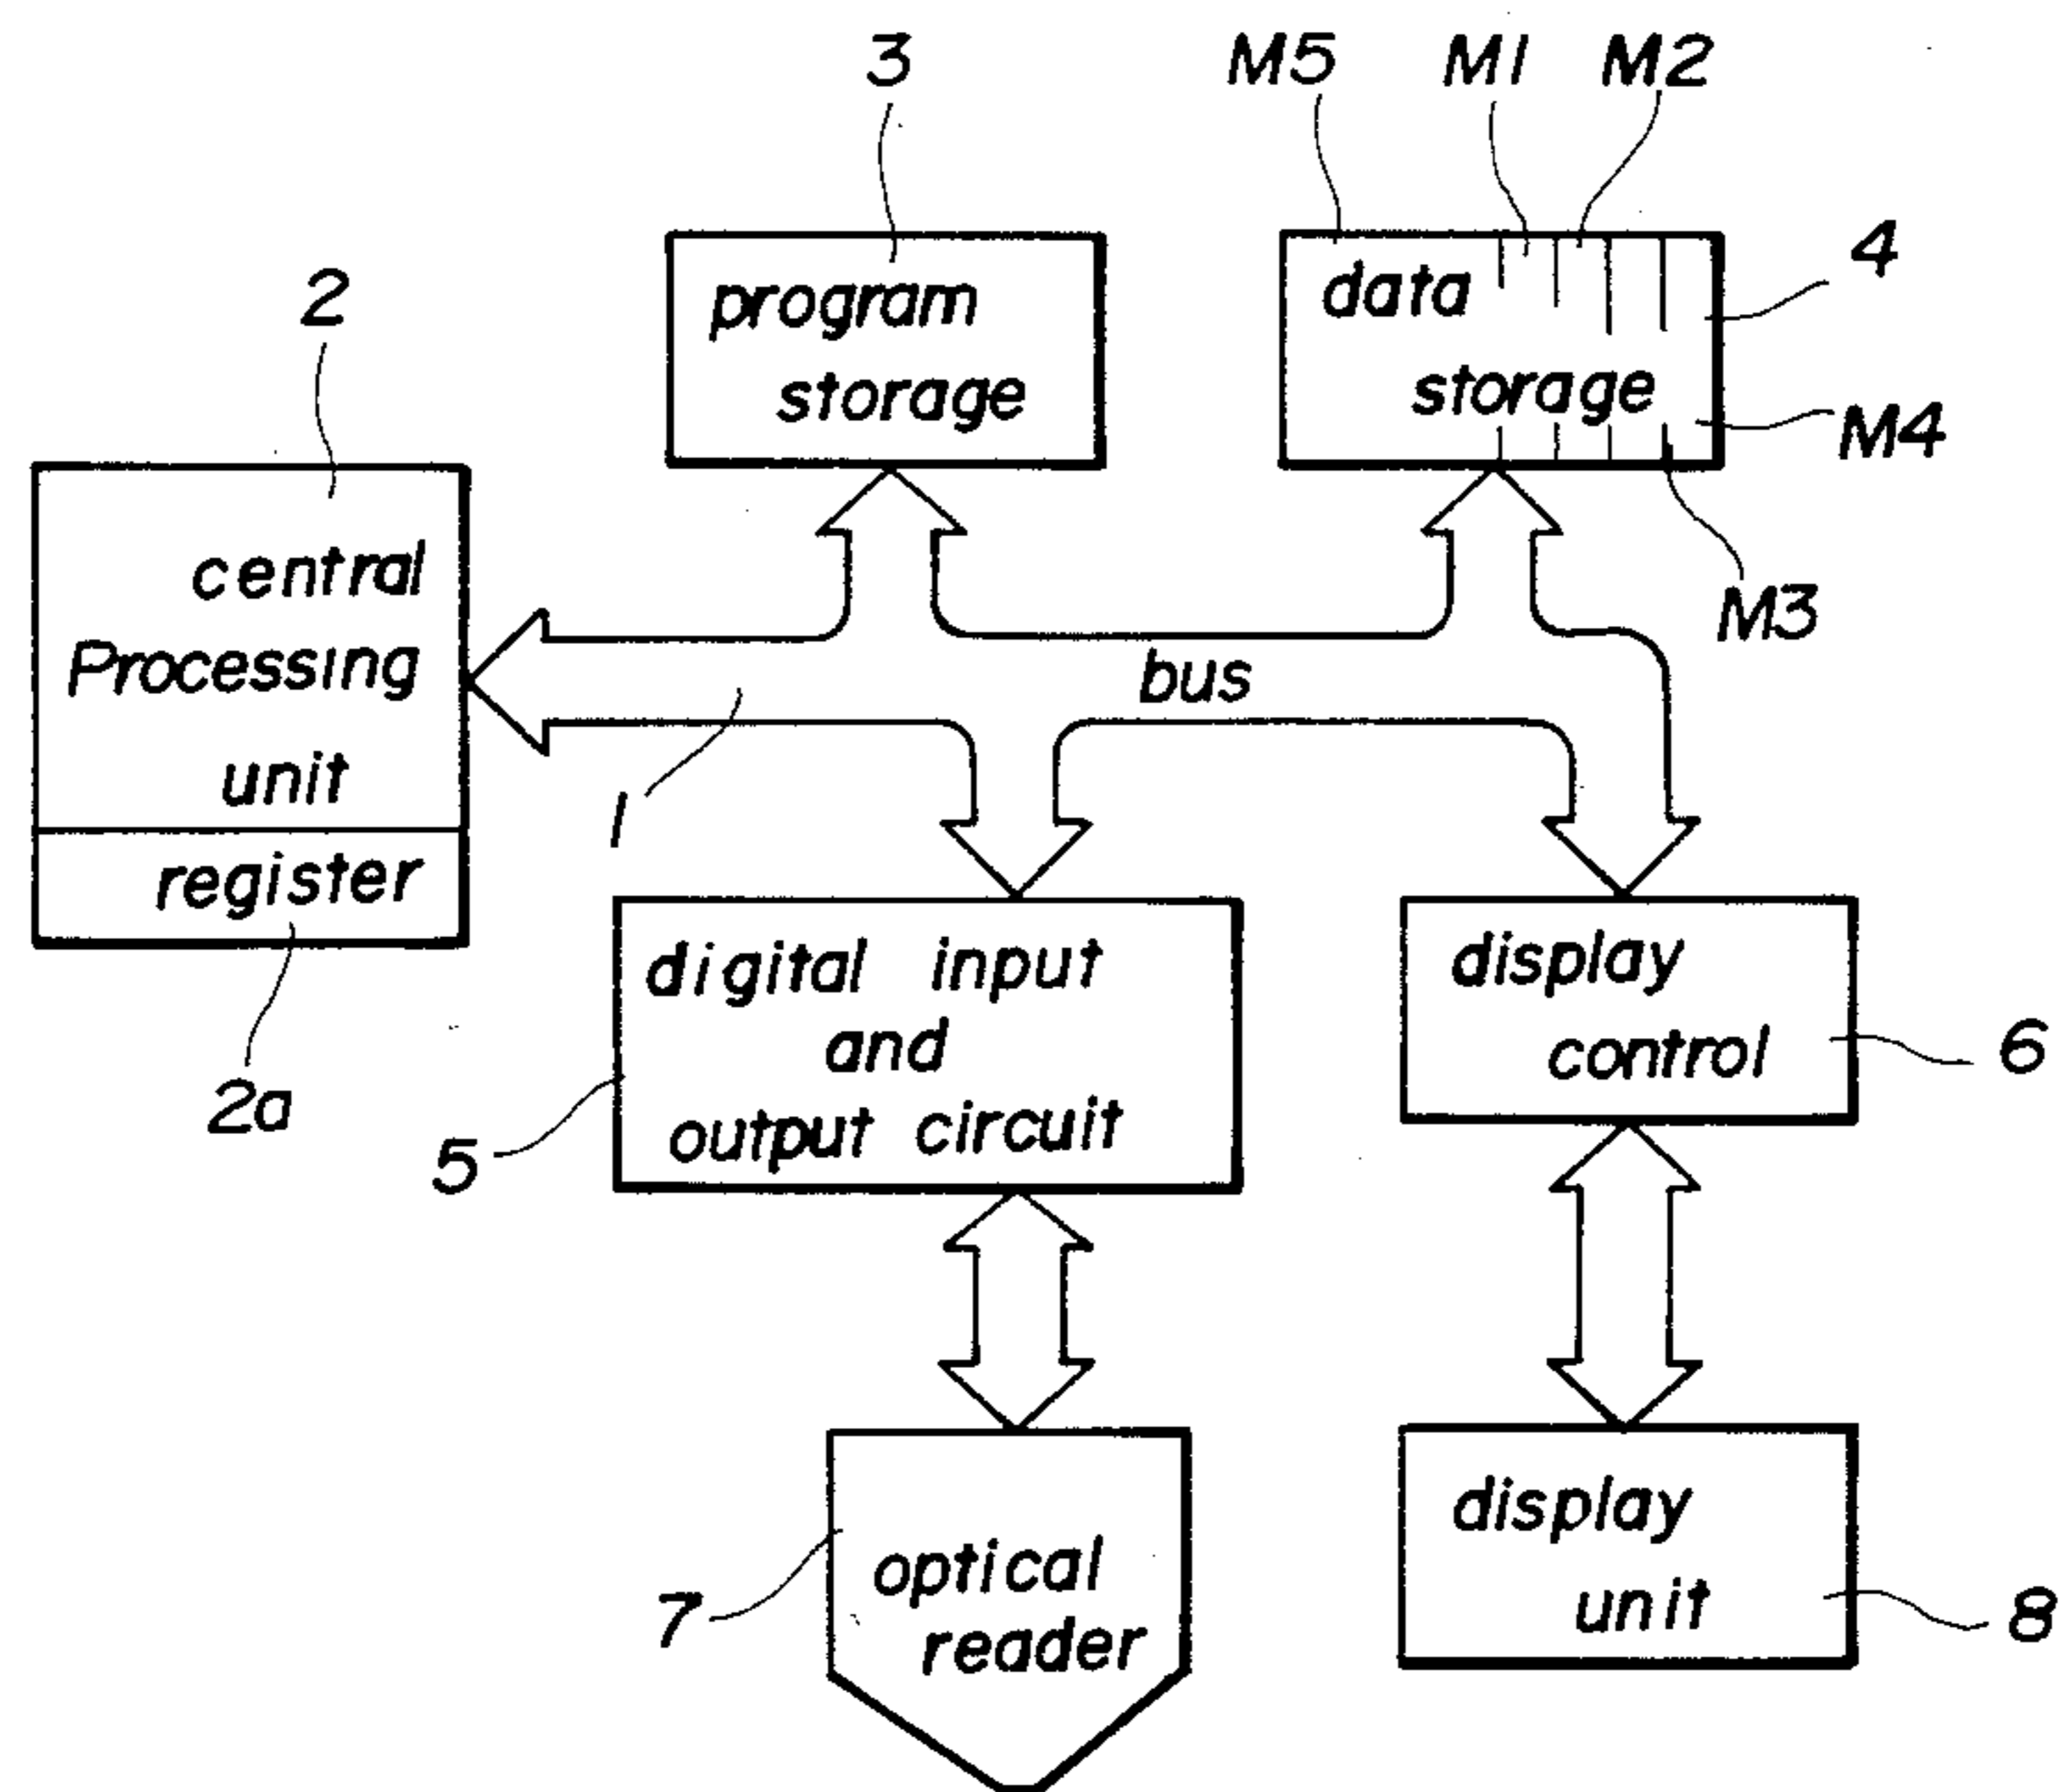 3
M5 M1 M2
program
storage
data
storage
4
M4
M3
2
central
Processing
unit
register
2a
bus
1
digital input
and
output circuit
5
display
control
6
optical
reader
7
display
unit
8